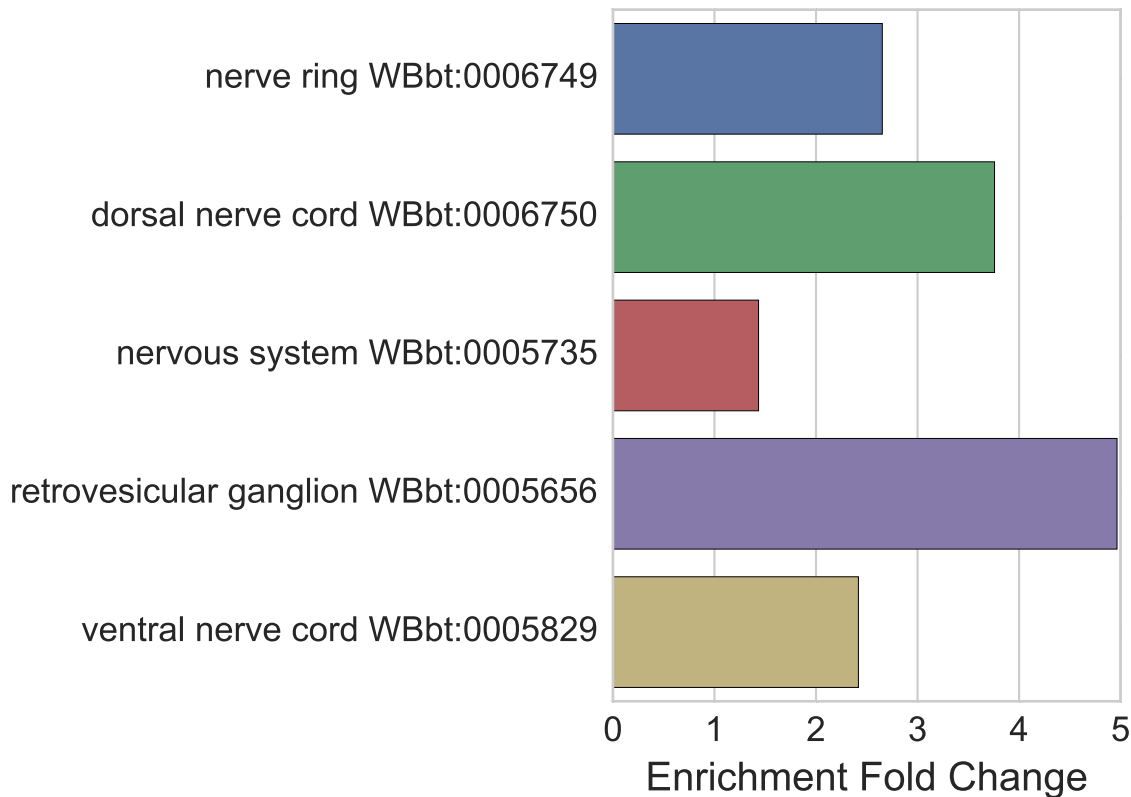 nerve ring WBbt:0006749
dorsal nerve cord WBbt:0006750
nervous system WBbt:0005735
retrovesicular ganglion WBbt:0005656
ventral nerve cord WBbt:0005829
0 1 2 3 4 5
Enrichment Fold Change